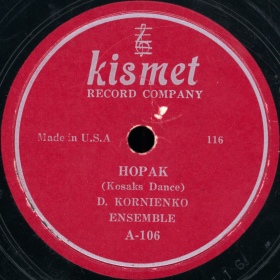 kismet
RECORD COMPANY
Made in U.S.A
116
HOPAK
(Kosaks Dance)
D. KORNIENKO
ENSEMBLE
A-106